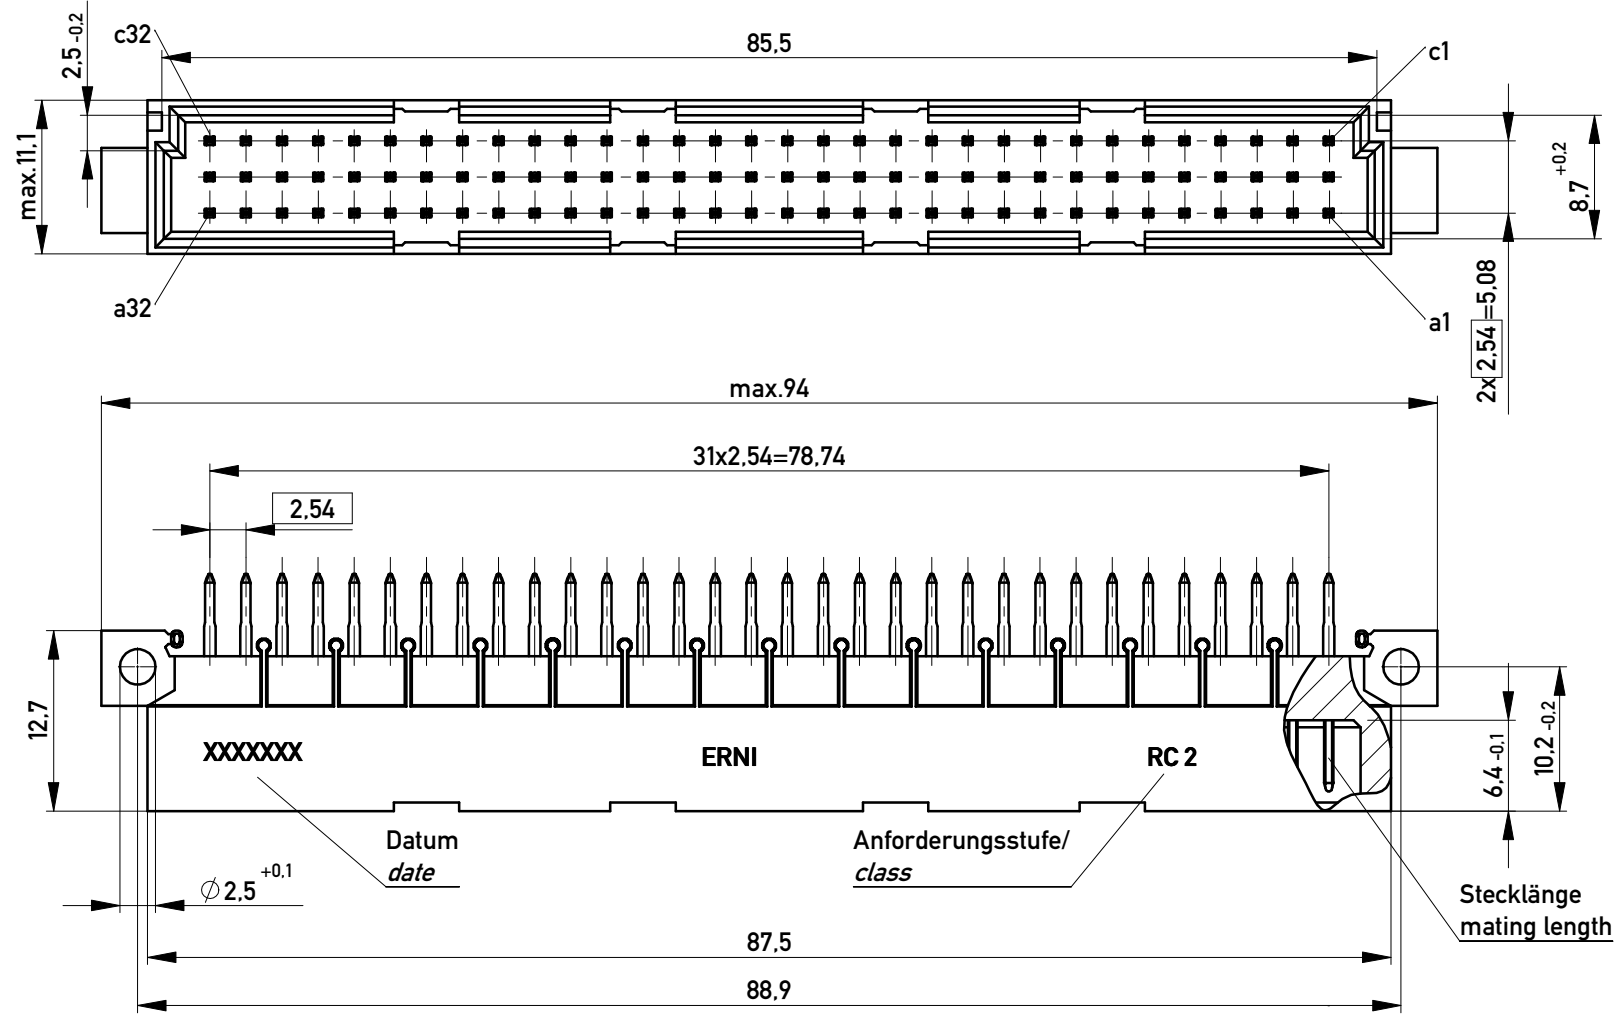 c32
85,5
c1
2,5 -0,2
max.11,1
8,7 +0,2
a32
a1
2x 2,54=5,08
max.94
31x2,54=78,74
2,54
12,7
XXXXXXX
ERNI
RC 2
6,4 -0,1
10,2 -0,2
Datum
date
Anforderungsstufe/
class
Ø 2,5 +0,1
Stecklänge
mating length
87,5
88,9